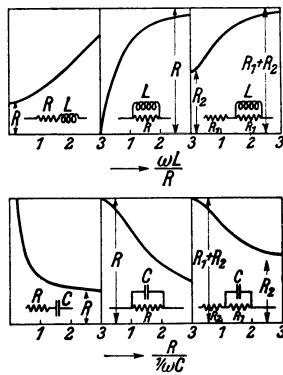 R R L L R R R₂ L R₂ R₁ R₁+R₂
1 2 3 1 2 3 1 2 3
ωL
R
R C R R C R R₁+R₂ C R₂ R₁ R₂
1 2 3 1 2 3 1 2 3
R
1/ωC